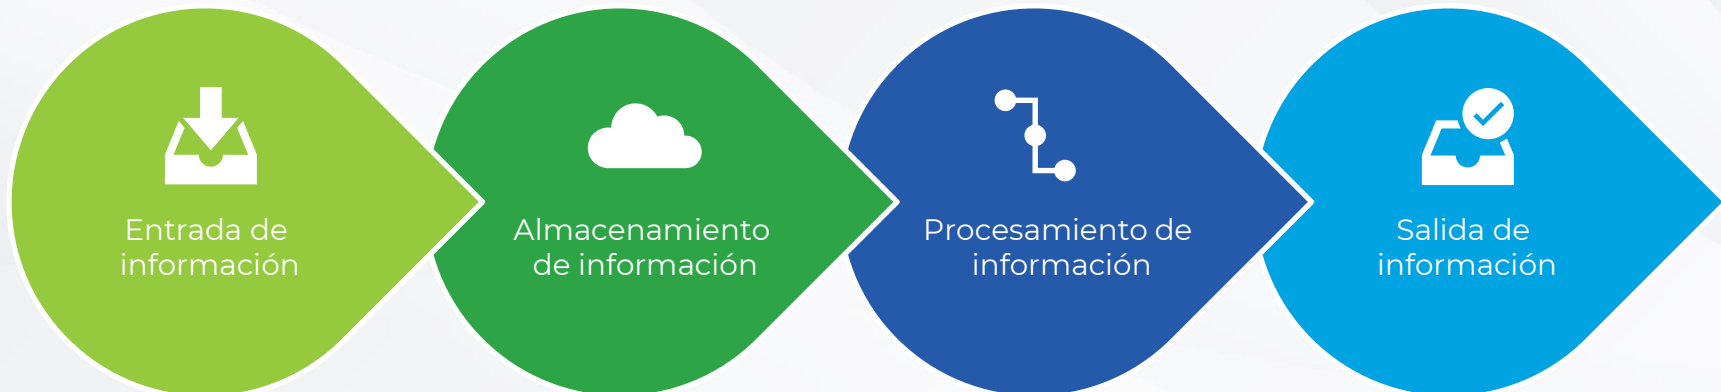 Entrada de
información
Almacenamiento
de información
Procesamiento de
información
Salida de
información